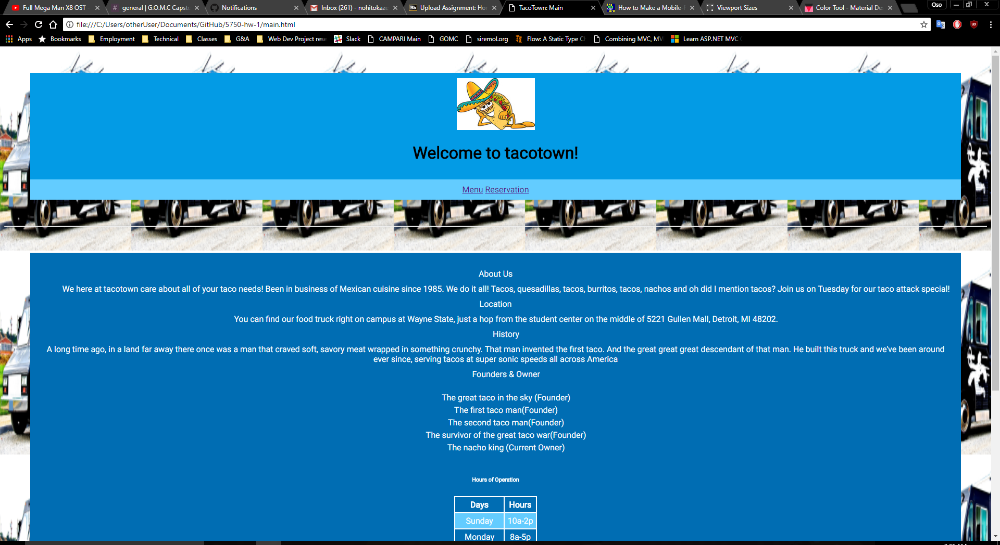 Full Mega Man X8 OST -
# general | G.O.M.C Capst
Notifications
Inbox (261) - nohitokaze
Bb Upload Assignment: Ho
TacoTown: Main
How to Make a Mobile-
Viewport Sizes
Color Tool - Material De
Oso
file:///C:/Users/otherUser/Documents/GitHub/5750-hw-1/main.html
Apps
Bookmarks
Employment
Technical
Classes
G&A
Web Dev Project rese
Slack
CAMPARI Main
GOMC
siremol.org
Flow: A Static Type C
Combining MVC, MV
Learn ASP.NET MVC
Welcome to tacotown!
Menu Reservation
About Us
We here at tacotown care about all of your taco needs! Been in business of Mexican cuisine since 1985. We do it all! Tacos, quesadillas, tacos, burritos, tacos, nachos and oh did I mention tacos? Join us on Tuesday for our taco attack special!
Location
You can find our food truck right on campus at Wayne State, just a hop from the student center on the middle of 5221 Gullen Mall, Detroit, MI 48202.
History
A long time ago, in a land far away there once was a man that craved soft, savory meat wrapped in something crunchy. That man invented the first taco. And the great great great descendant of that man. He built this truck and we've been around
ever since, serving tacos at super sonic speeds all across America
Founders & Owner
The great taco in the sky (Founder)
The first taco man(Founder)
The second taco man(Founder)
The survivor of the great taco war(Founder)
The nacho king (Current Owner)
Hours of Operation
Days Hours
Sunday 10a-2p
Monday 8a-5p